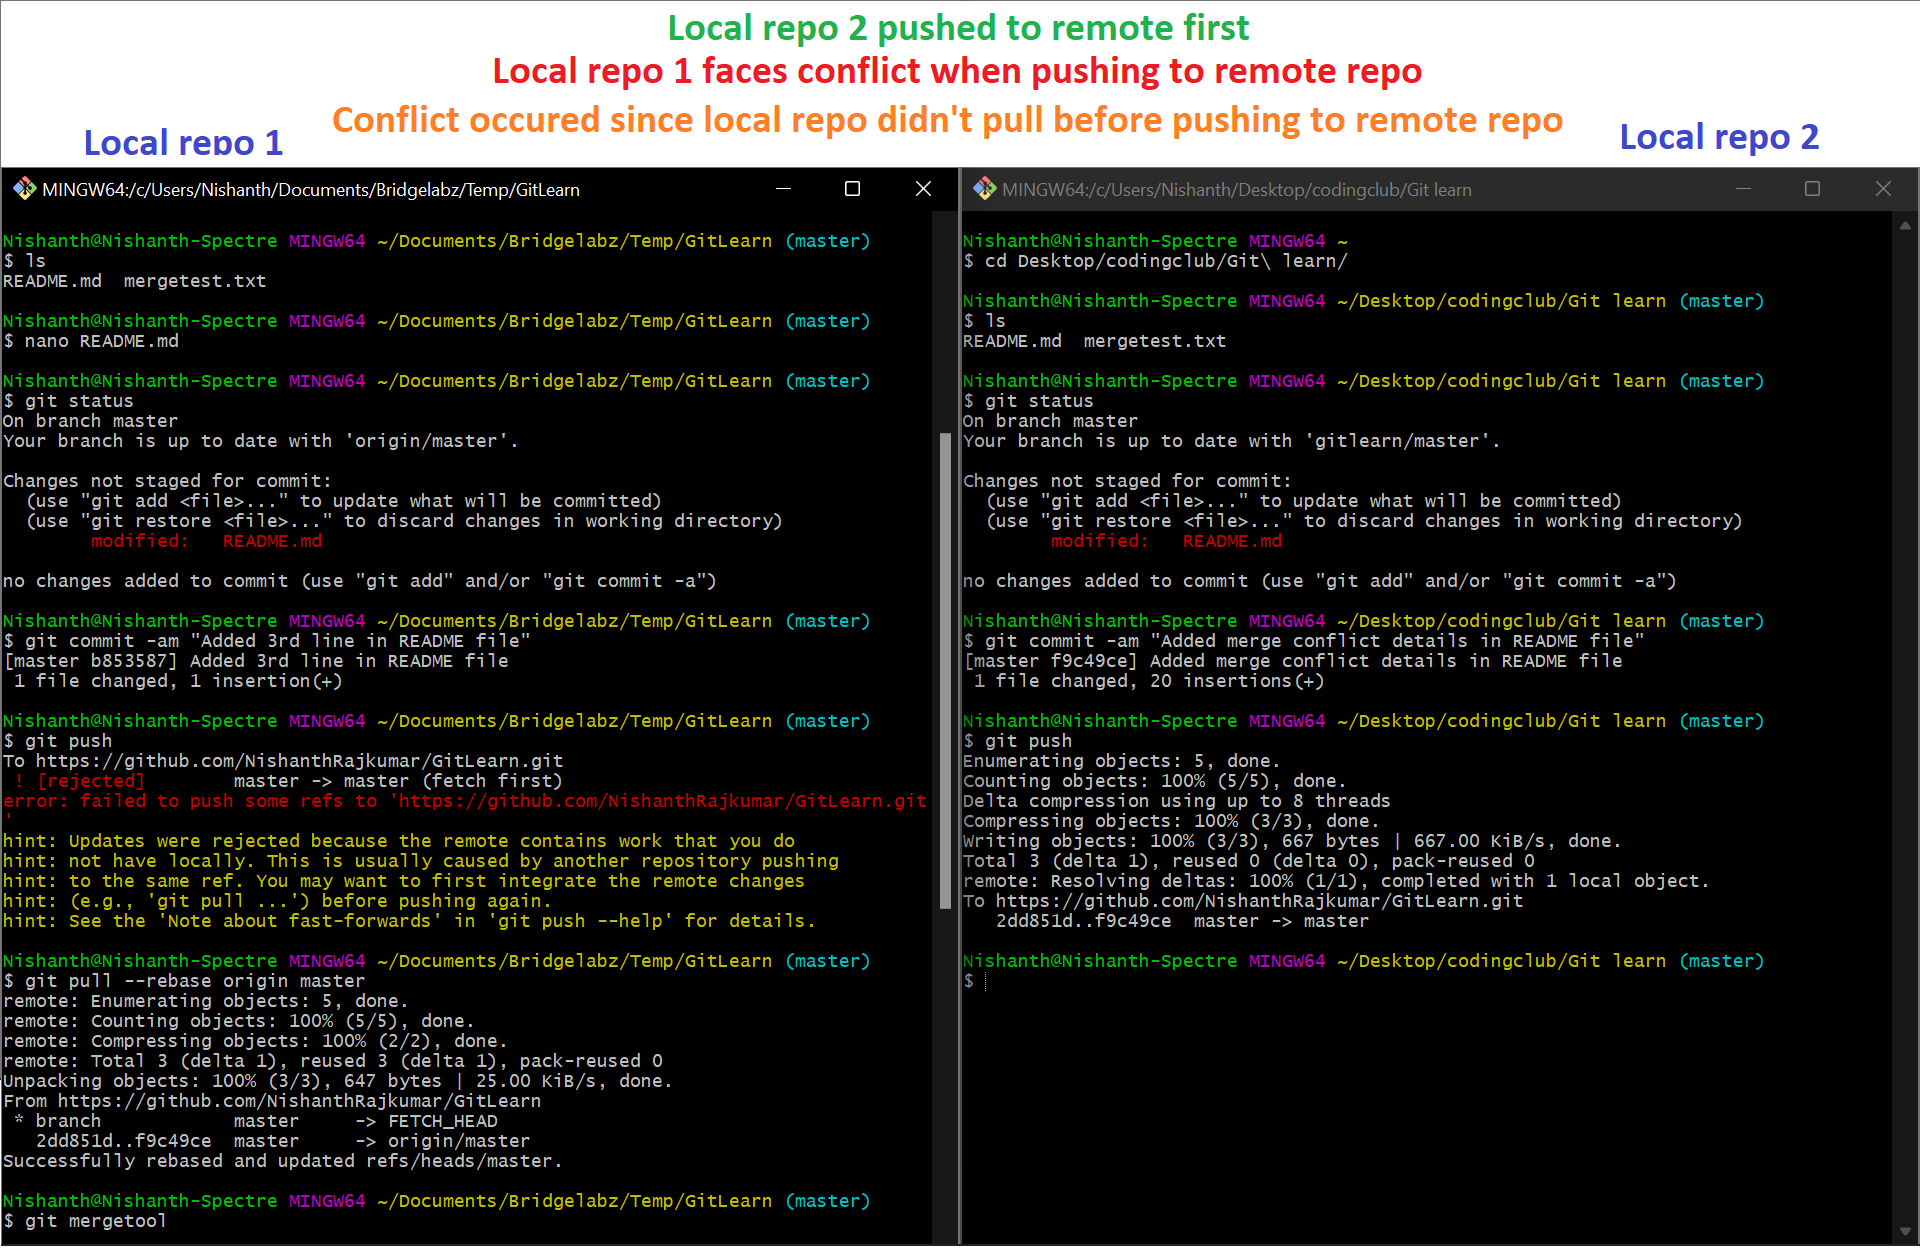 Local repo 2 pushed to remote first
Local repo 1 faces conflict when pushing to remote repo
Conflict occured since local repo didn't pull before pushing to remote repo
Local repo 1
Local repo 2
MINGW64:/c/Users/Nishanth/Documents/Bridgelabz/Temp/GitLearn
Nishanth@Nishanth-Spectre MINGW64 ~/Documents/Bridgelabz/Temp/GitLearn (master)
$ ls
README.md  mergetest.txt
Nishanth@Nishanth-Spectre MINGW64 ~/Documents/Bridgelabz/Temp/GitLearn (master)
$ nano README.md
Nishanth@Nishanth-Spectre MINGW64 ~/Documents/Bridgelabz/Temp/GitLearn (master)
$ git status
On branch master
Your branch is up to date with 'origin/master'.
Changes not staged for commit:
  (use "git add <file>..." to update what will be committed)
  (use "git restore <file>..." to discard changes in working directory)
        modified:   README.md
no changes added to commit (use "git add" and/or "git commit -a")
Nishanth@Nishanth-Spectre MINGW64 ~/Documents/Bridgelabz/Temp/GitLearn (master)
$ git commit -am "Added 3rd line in README file"
[master b853587] Added 3rd line in README file
 1 file changed, 1 insertion(+)
Nishanth@Nishanth-Spectre MINGW64 ~/Documents/Bridgelabz/Temp/GitLearn (master)
$ git push
To https://github.com/NishanthRajkumar/GitLearn.git
 ! [rejected]        master -> master (fetch first)
error: failed to push some refs to 'https://github.com/NishanthRajkumar/GitLearn.git
'
hint: Updates were rejected because the remote contains work that you do
hint: not have locally. This is usually caused by another repository pushing
hint: to the same ref. You may want to first integrate the remote changes
hint: (e.g., 'git pull ...') before pushing again.
hint: See the 'Note about fast-forwards' in 'git push --help' for details.
Nishanth@Nishanth-Spectre MINGW64 ~/Documents/Bridgelabz/Temp/GitLearn (master)
$ git pull --rebase origin master
remote: Enumerating objects: 5, done.
remote: Counting objects: 100% (5/5), done.
remote: Compressing objects: 100% (2/2), done.
remote: Total 3 (delta 1), reused 3 (delta 1), pack-reused 0
Unpacking objects: 100% (3/3), 647 bytes | 25.00 KiB/s, done.
From https://github.com/NishanthRajkumar/GitLearn
 * branch            master     -> FETCH_HEAD
   2dd851d..f9c49ce  master     -> origin/master
Successfully rebased and updated refs/heads/master.
Nishanth@Nishanth-Spectre MINGW64 ~/Documents/Bridgelabz/Temp/GitLearn (master)
$ git mergetool
MINGW64:/c/Users/Nishanth/Desktop/codingclub/Git learn
Nishanth@Nishanth-Spectre MINGW64 ~
$ cd Desktop/codingclub/Git\ learn/
Nishanth@Nishanth-Spectre MINGW64 ~/Desktop/codingclub/Git learn (master)
$ ls
README.md  mergetest.txt
Nishanth@Nishanth-Spectre MINGW64 ~/Desktop/codingclub/Git learn (master)
$ git status
On branch master
Your branch is up to date with 'gitlearn/master'.
Changes not staged for commit:
  (use "git add <file>..." to update what will be committed)
  (use "git restore <file>..." to discard changes in working directory)
        modified:   README.md
no changes added to commit (use "git add" and/or "git commit -a")
Nishanth@Nishanth-Spectre MINGW64 ~/Desktop/codingclub/Git learn (master)
$ git commit -am "Added merge conflict details in README file"
[master f9c49ce] Added merge conflict details in README file
 1 file changed, 20 insertions(+)
Nishanth@Nishanth-Spectre MINGW64 ~/Desktop/codingclub/Git learn (master)
$ git push
Enumerating objects: 5, done.
Counting objects: 100% (5/5), done.
Delta compression using up to 8 threads
Compressing objects: 100% (3/3), done.
Writing objects: 100% (3/3), 667 bytes | 667.00 KiB/s, done.
Total 3 (delta 1), reused 0 (delta 0), pack-reused 0
remote: Resolving deltas: 100% (1/1), completed with 1 local object.
To https://github.com/NishanthRajkumar/GitLearn.git
   2dd851d..f9c49ce  master -> master
Nishanth@Nishanth-Spectre MINGW64 ~/Desktop/codingclub/Git learn (master)
$